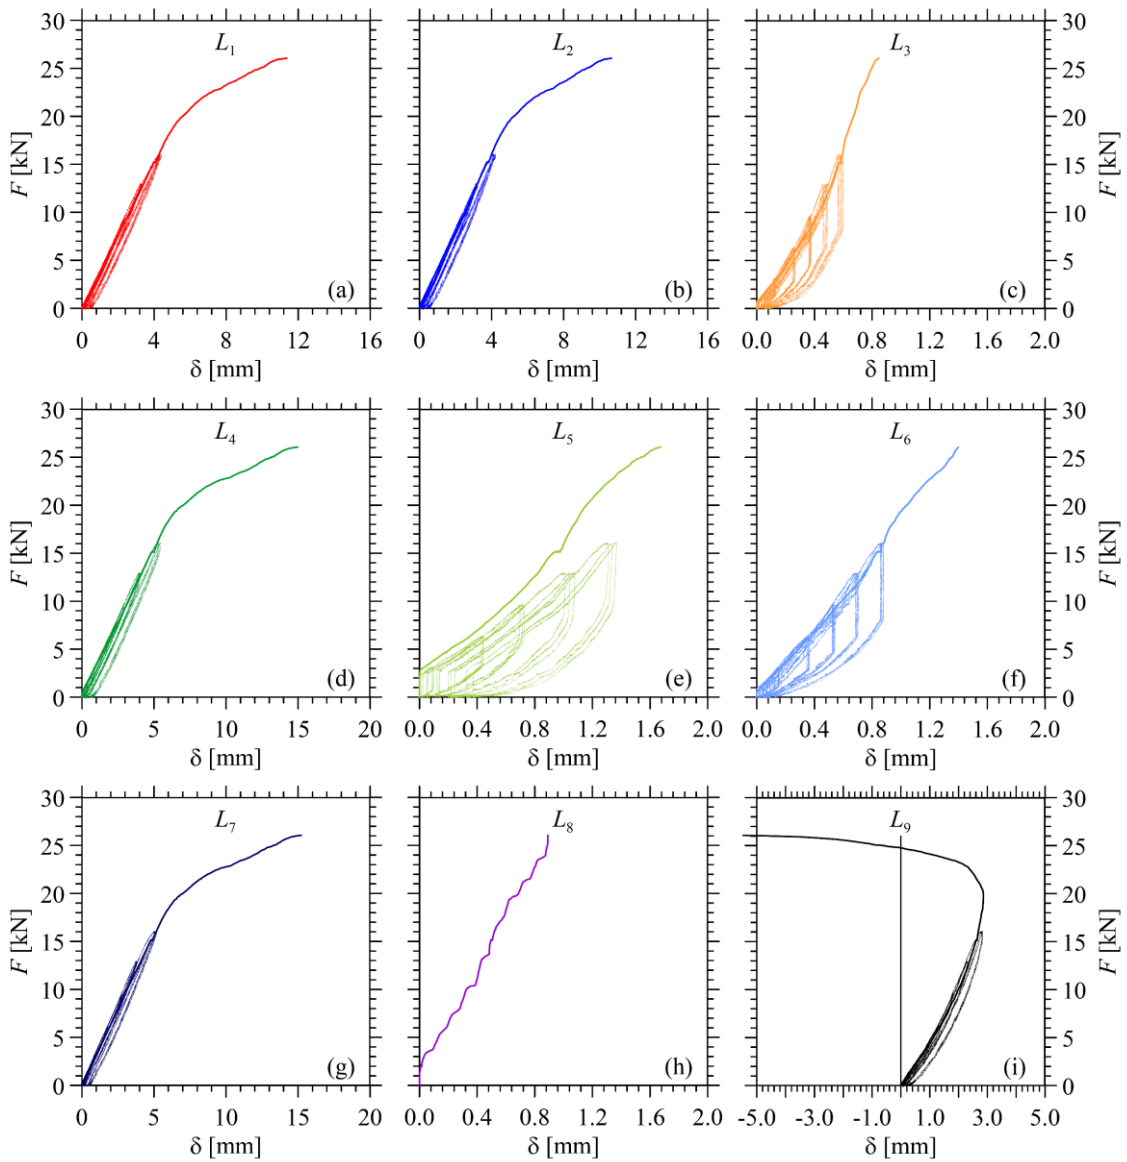 L1 L2 L3
30 30
25 25
20 20
15 15
10 10
5 5
0 0
F [kN] F [kN]
(a) (b) (c)
0 4 8 12 16 0 4 8 12 16 0.0 0.4 0.8 1.2 1.6 2.0
δ [mm] δ [mm] δ [mm]
L4 L5 L6
30 30
25 25
20 20
15 15
10 10
5 5
0 0
F [kN] F [kN]
(d) (e) (f)
0 5 10 15 20 0.0 0.4 0.8 1.2 1.6 2.0 0.0 0.4 0.8 1.2 1.6 2.0
δ [mm] δ [mm] δ [mm]
L7 L8 L9
30 30
25 25
20 20
15 15
10 10
5 5
0 0
F [kN] F [kN]
(g) (h) (i)
0 5 10 15 20 0.0 0.4 0.8 1.2 1.6 2.0 -5.0 -3.0 -1.0 1.0 3.0 5.0
δ [mm] δ [mm] δ [mm]